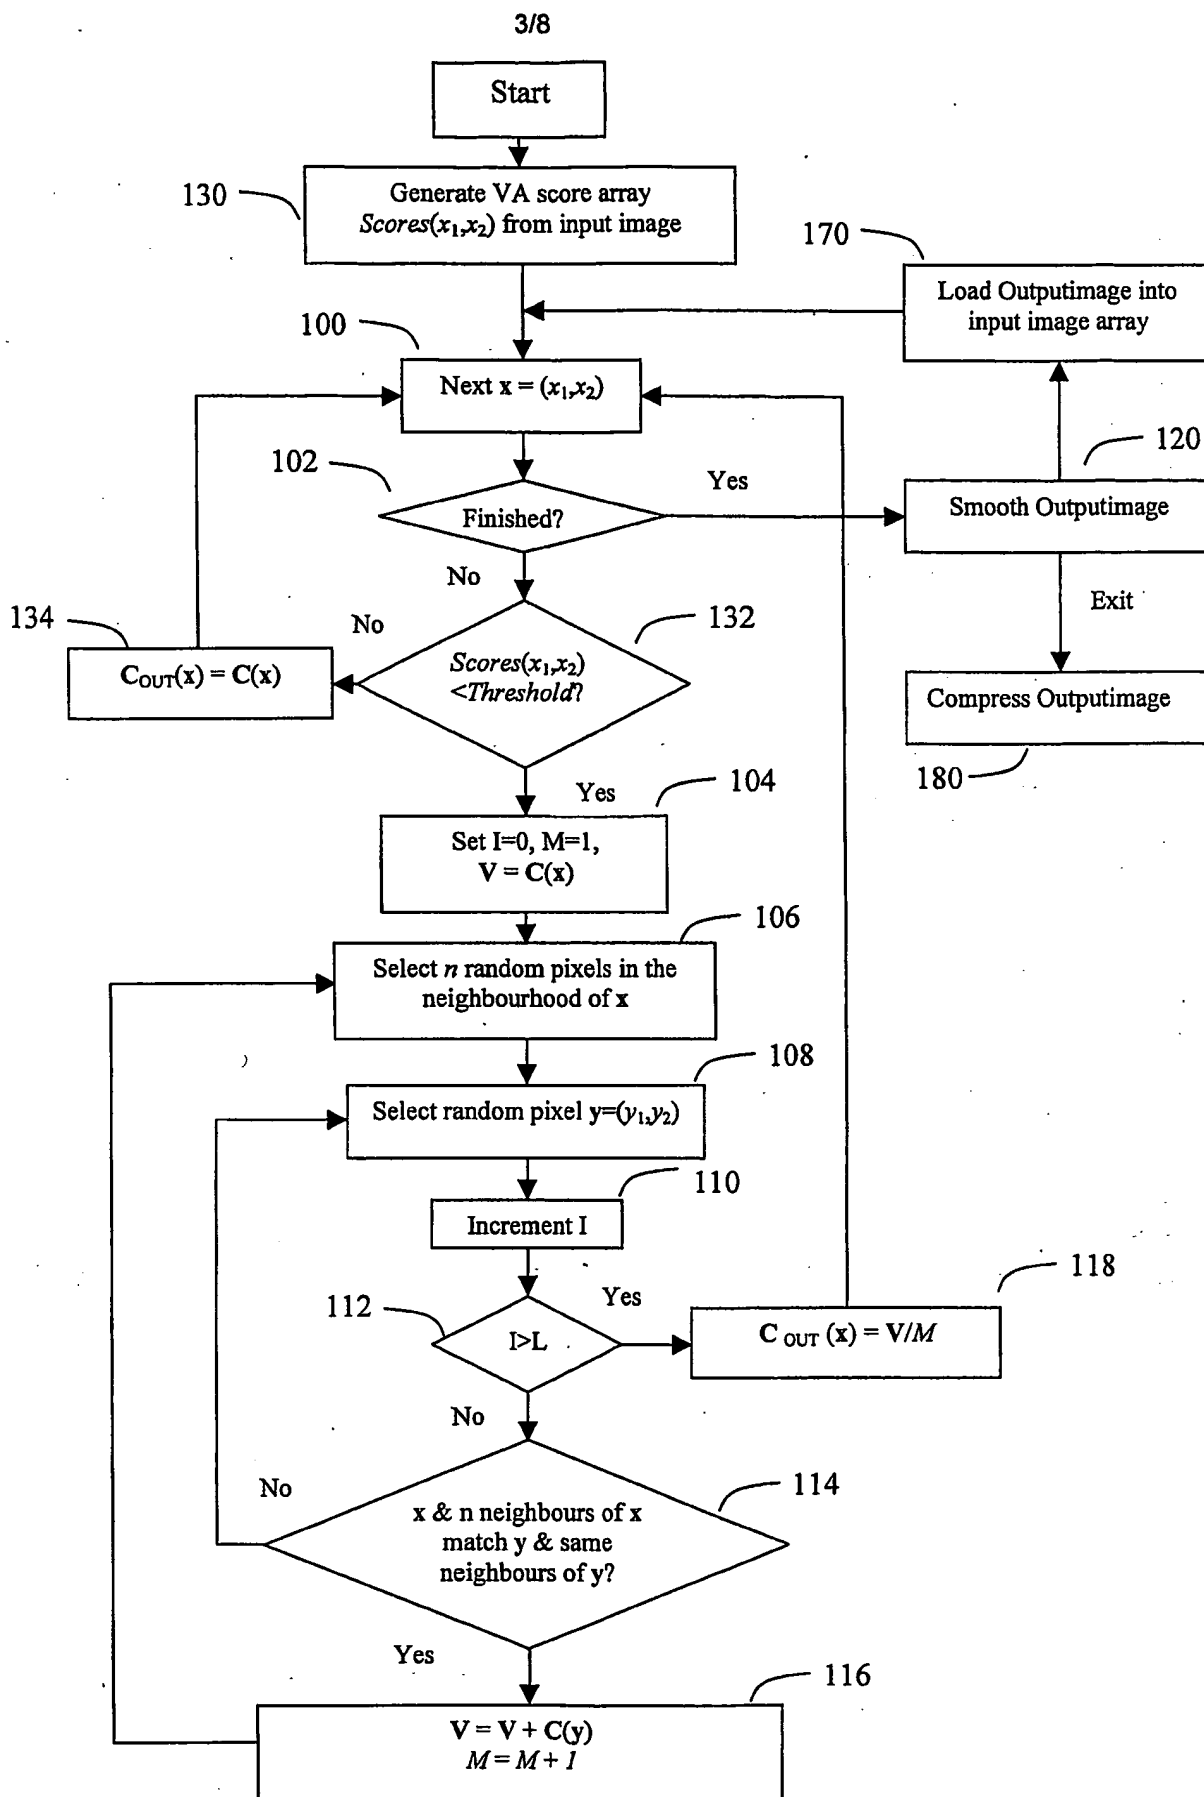 3/8
Start
130
Generate VA score array
Scores(x₁,x₂) from input image
170
Load Outputimage into
input image array
100
Next x = (x₁,x₂)
120
102
Yes
Finished?
Smooth Outputimage
No
Exit
134
No
132
C_OUT(x) = C(x)
Scores(x₁,x₂)
<Threshold?
Compress Outputimage
180
Yes
104
Set I=0, M=1,
V = C(x)
106
Select n random pixels in the
neighbourhood of x
108
Select random pixel y=(y₁,y₂)
110
Increment I
118
112
Yes
I>L
C OUT (x) = V/M
No
No
114
x & n neighbours of x
match y & same
neighbours of y?
Yes
116
V = V + C(y)
M = M + 1